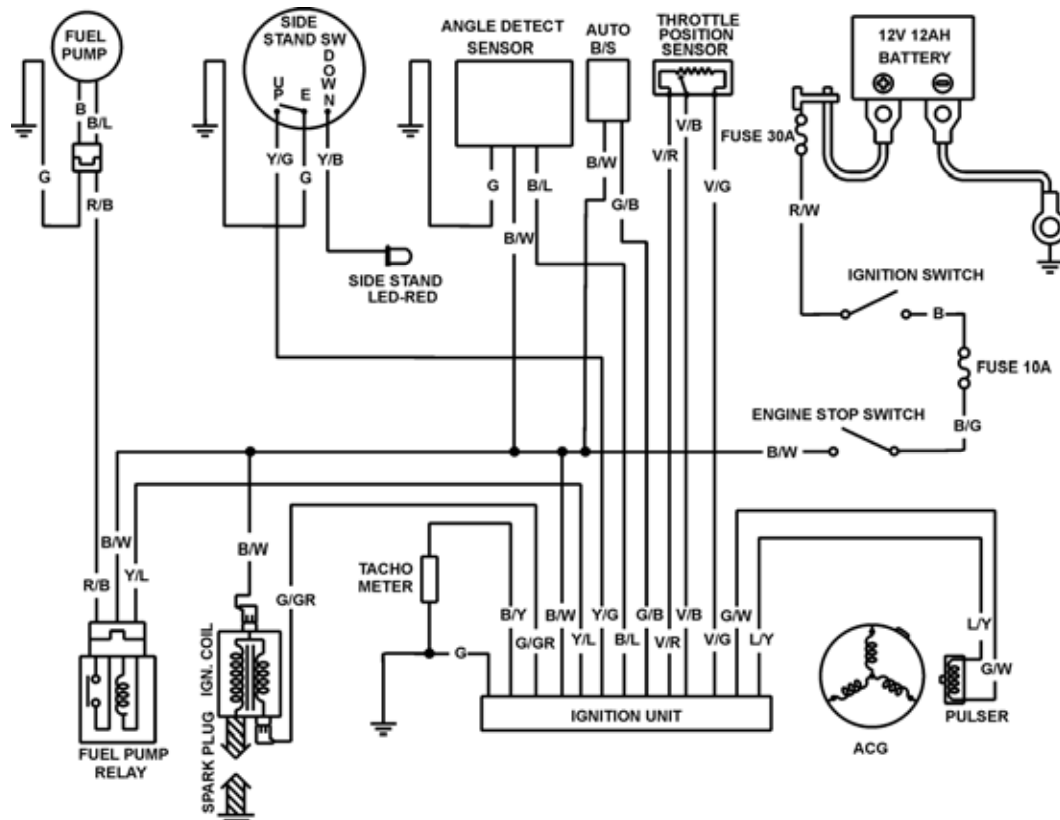 FUEL
PUMP
SIDE
STAND SW
DOWN
UP
E
ANGLE DETECT
SENSOR
AUTO
B/S
THROTTLE
POSITION
SENSOR
12V 12AH
BATTERY
FUSE 30A
B
B/L
G
R/B
Y/G
G
Y/B
G
B/W
B/L
B/W
G/B
V/R
V/B
V/G
R/W
SIDE STAND
LED-RED
IGNITION SWITCH
B
FUSE 10A
B/G
ENGINE STOP SWITCH
B/W
R/B
B/W
Y/L
B/W
G/GR
TACHO
METER
G
B/Y
G/GR
B/W
Y/L
Y/G
B/L
G/B
V/R
V/B
V/G
G/W
L/Y
L/Y
G/W
IGNITION UNIT
ACG
PULSER
FUEL PUMP
RELAY
IGN. COIL
SPARK PLUG